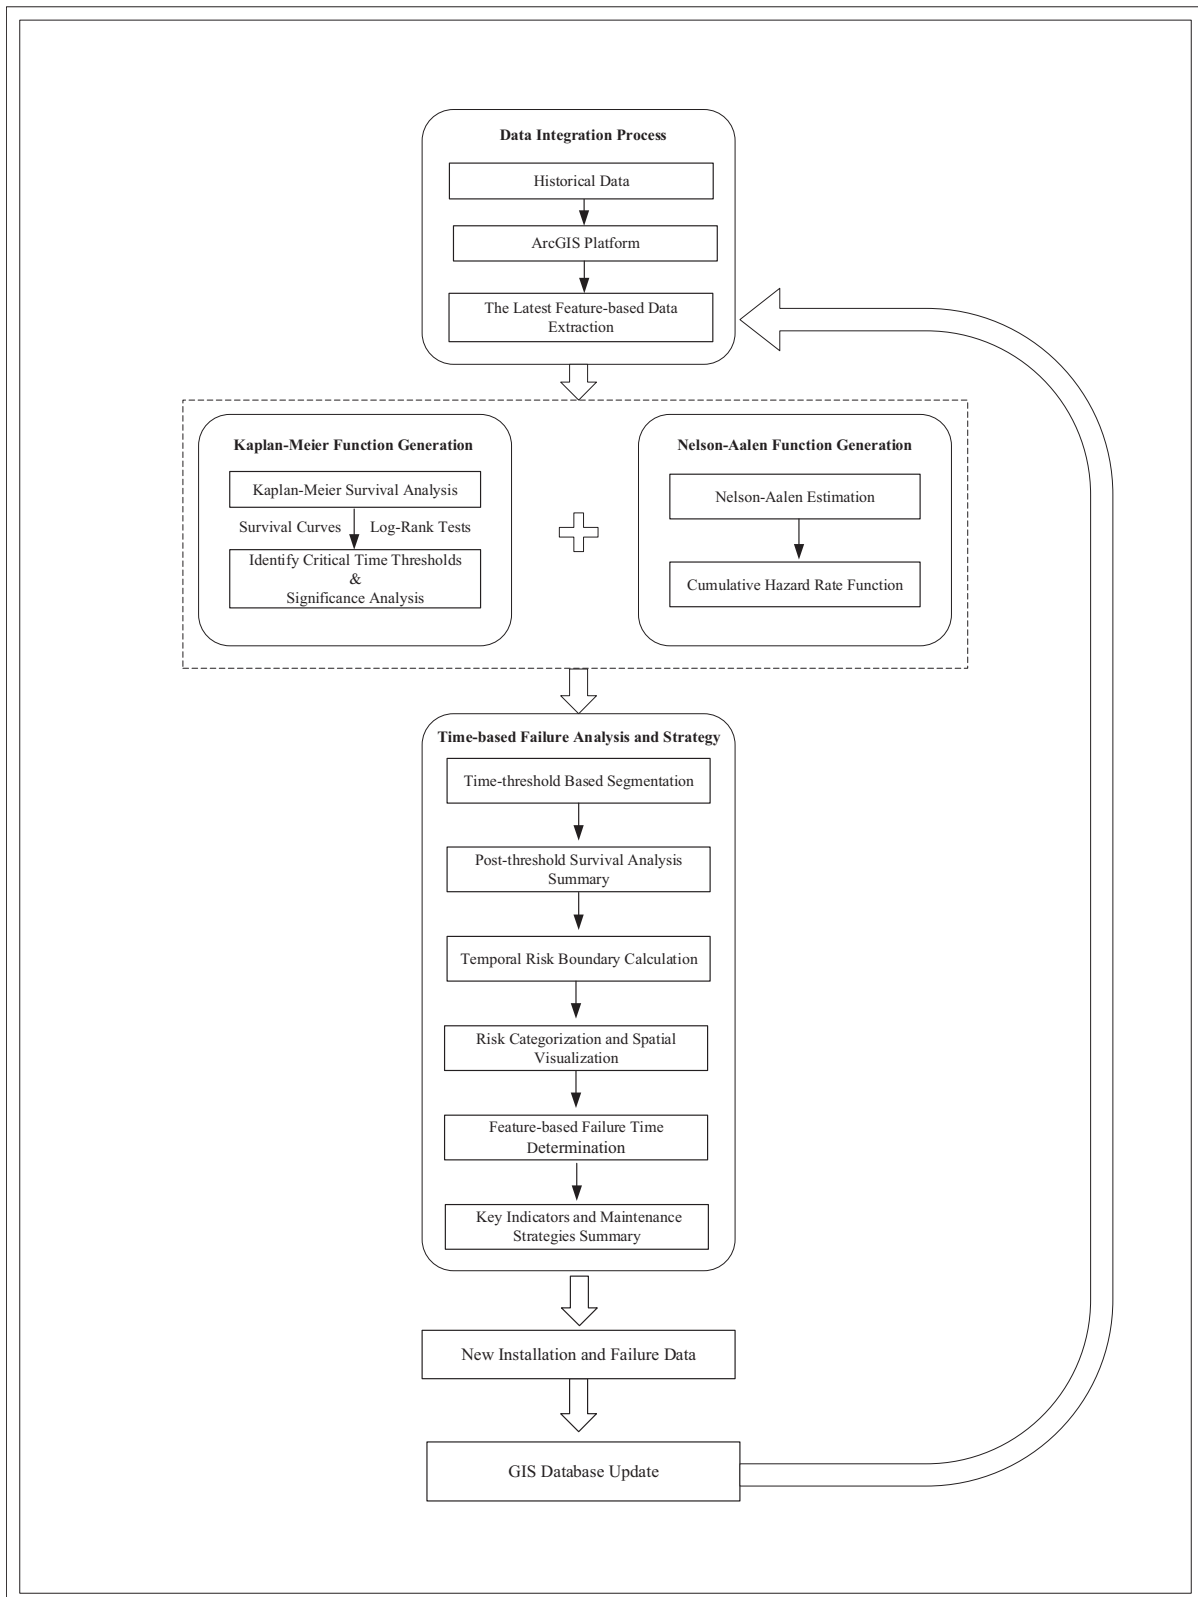 Data Integration Process
Historical Data
ArcGIS Platform
The Latest Feature-based Data
Extraction
Kaplan-Meier Function Generation
Kaplan-Meier Survival Analysis
Survival Curves
Log-Rank Tests
Identify Critical Time Thresholds
&
Significance Analysis
Nelson-Aalen Function Generation
Nelson-Aalen Estimation
Cumulative Hazard Rate Function
Time-based Failure Analysis and Strategy
Time-threshold Based Segmentation
Post-threshold Survival Analysis
Summary
Temporal Risk Boundary Calculation
Risk Categorization and Spatial
Visualization
Feature-based Failure Time
Determination
Key Indicators and Maintenance
Strategies Summary
New Installation and Failure Data
GIS Database Update